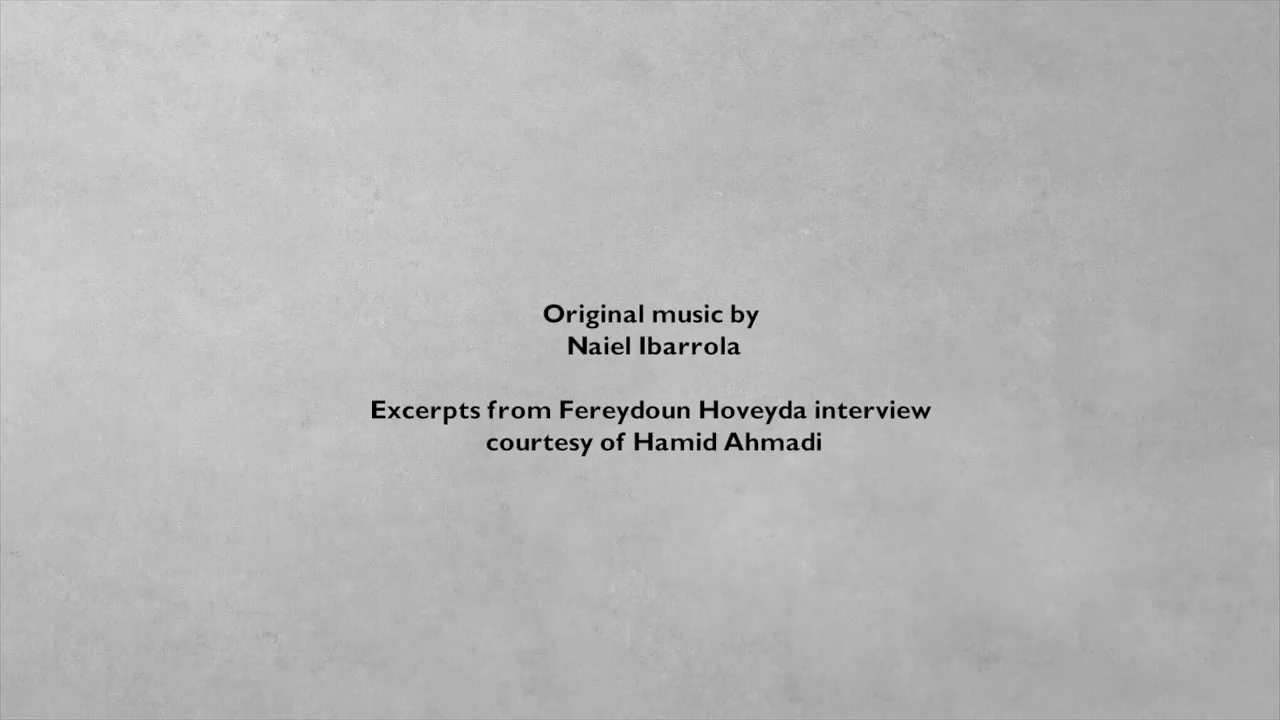 Original music by
Naiel Ibarrola
Excerpts from Fereydoun Hoveyda interview
courtesy of Hamid Ahmadi